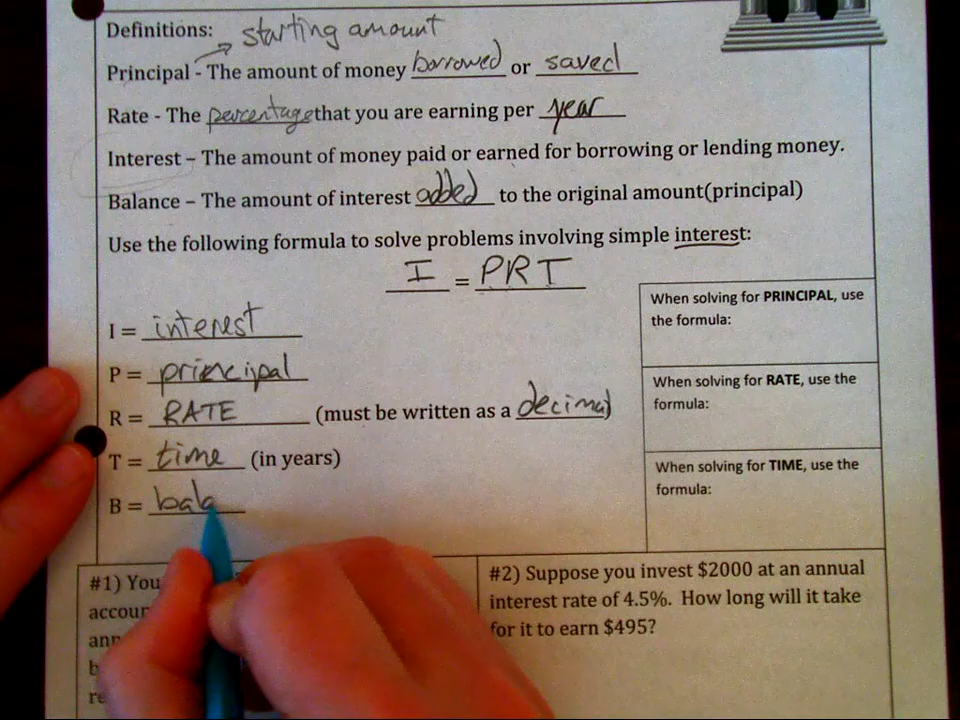 Definitions: starting amount
Principal - The amount of money borrowed or saved
Rate - The percentage that you are earning per year
Interest – The amount of money paid or earned for borrowing or lending money.
Balance – The amount of interest added to the original amount(principal)
Use the following formula to solve problems involving simple interest:
I = PRT
I = interest
P = principal
R = RATE (must be written as a decimal)
T = time (in years)
B = bala
When solving for PRINCIPAL, use
the formula:
When solving for RATE, use the
formula:
When solving for TIME, use the
formula:
#1) You
#2) Suppose you invest $2000 at an annual
interest rate of 4.5%. How long will it take
for it to earn $495?